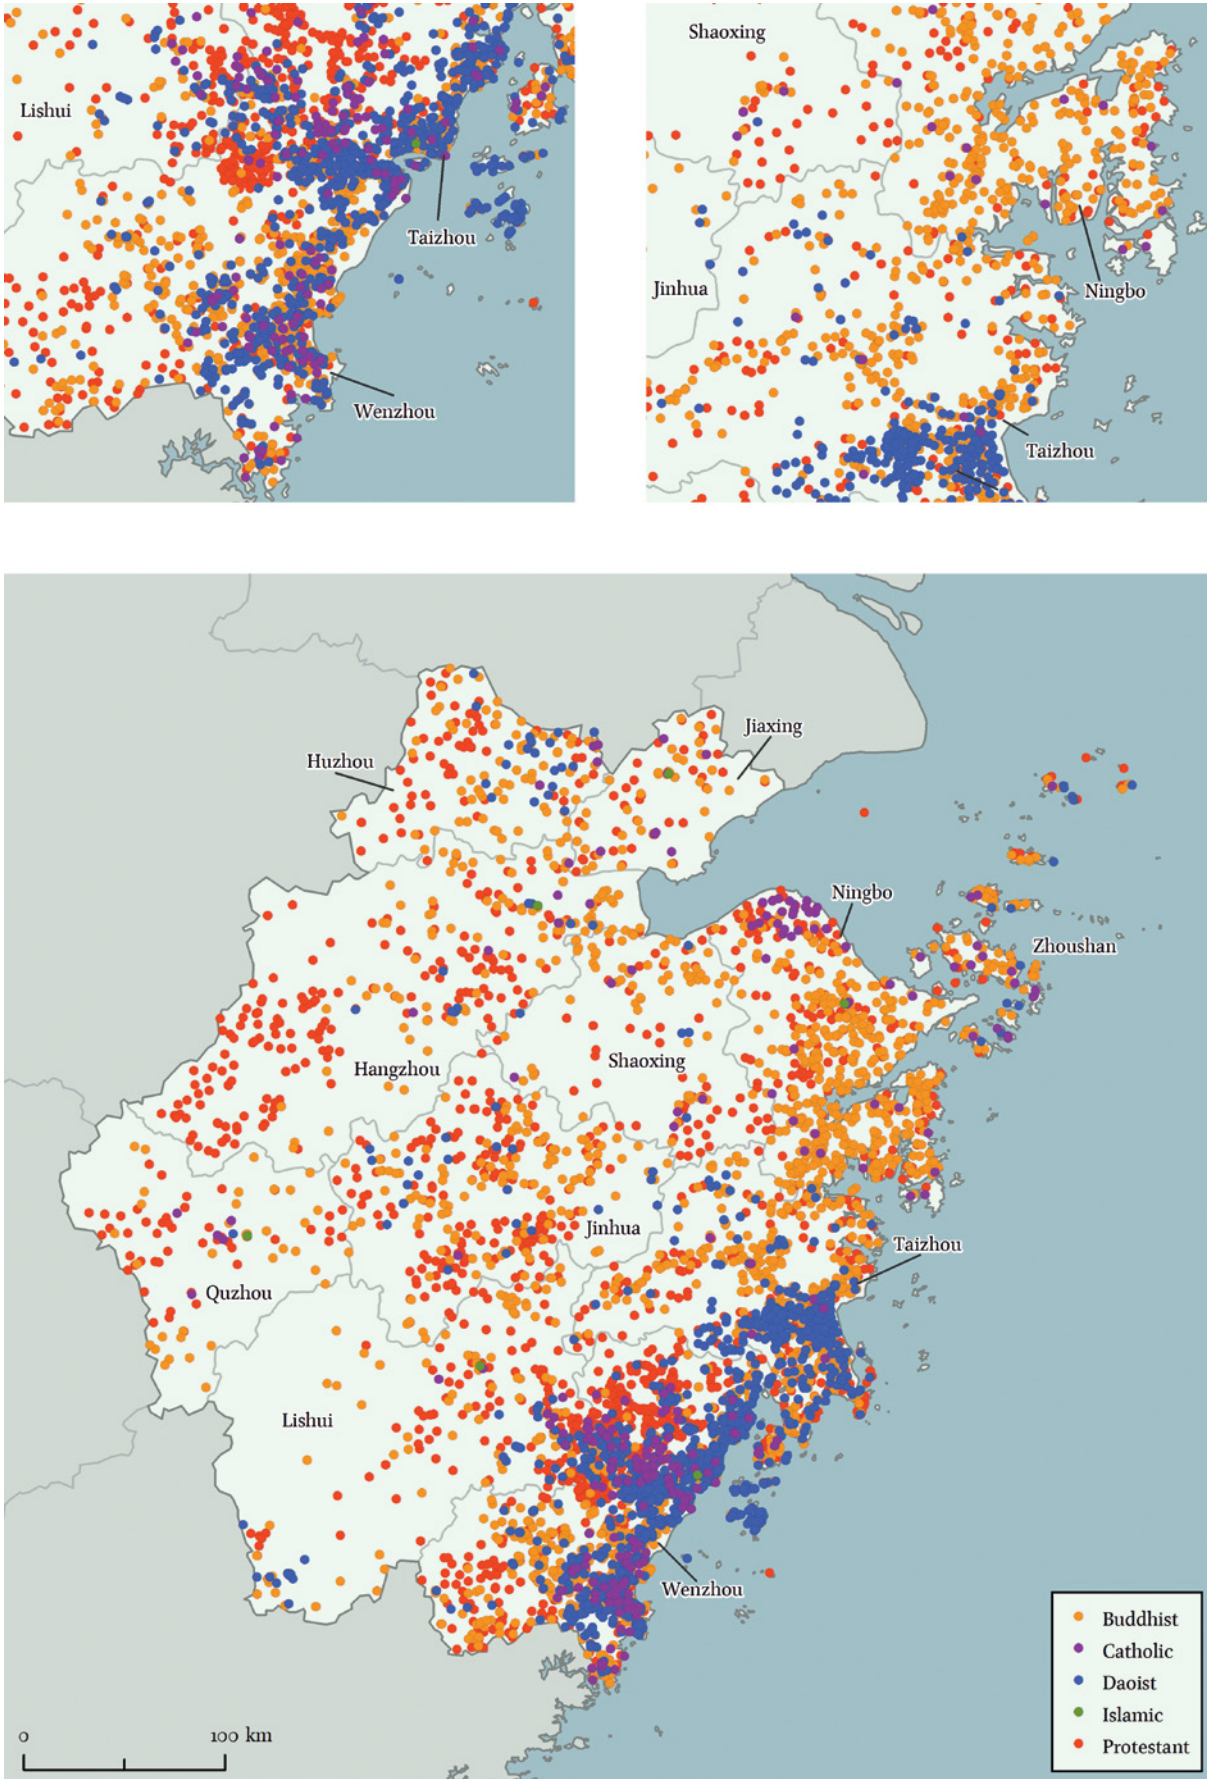 Lishui
Taizhou
Wenzhou
Shaoxing
Jinhua
Ningbo
Taizhou
Huzhou
Jiaxing
Ningbo
Zhoushan
Hangzhou
Shaoxing
Jinhua
Taizhou
Quzhou
Lishui
Wenzhou
Buddhist
Catholic
Daoist
Islamic
Protestant
0 100 km